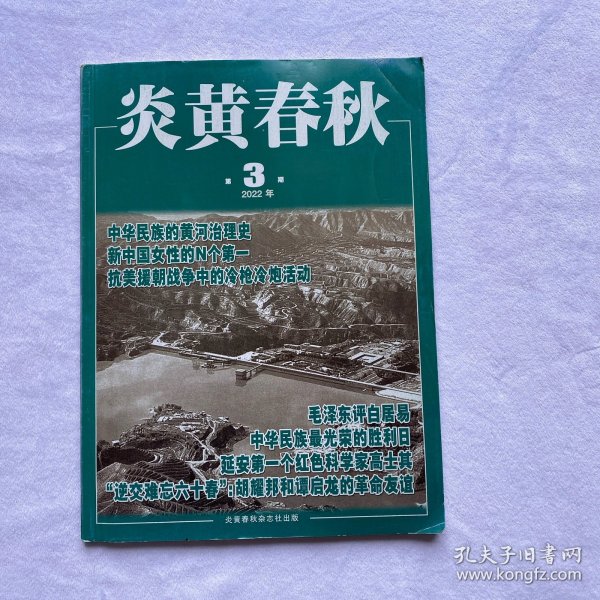 炎黄春秋
第 3 期
2022 年
中华民族的黄河治理史
新中国女性的N个第一
抗美援朝战争中的冷枪冷炮活动
毛泽东评白居易
中华民族最光荣的胜利日
延安第一个红色科学家高士其
“逆交难忘六十春”：胡耀邦和谭启龙的革命友谊
炎黄春秋杂志社出版
孔夫子旧书网
www.kongfz.com